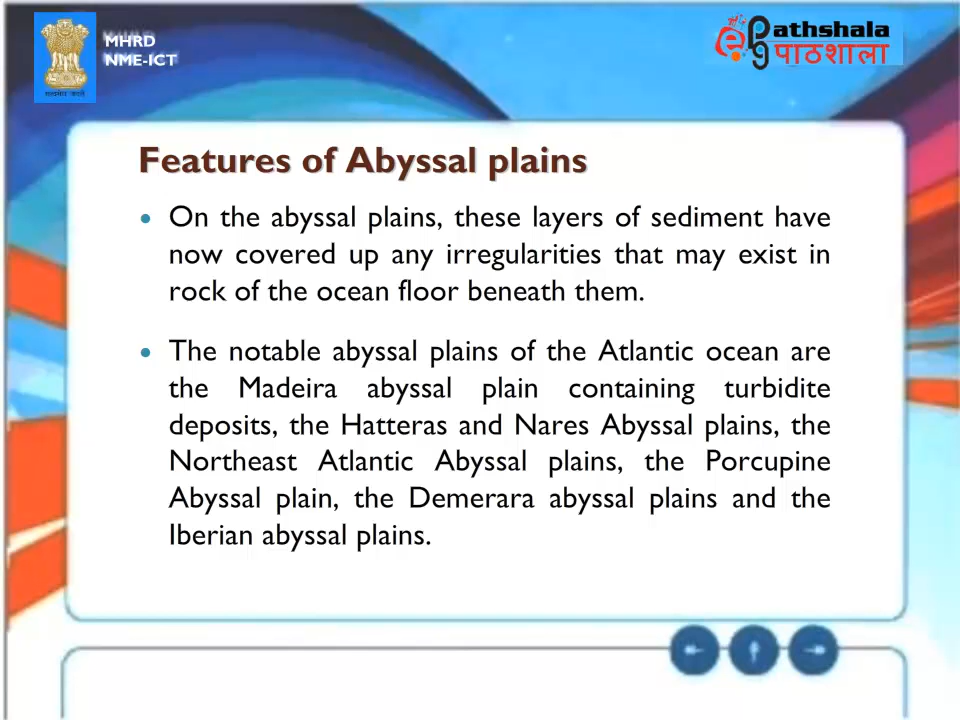 MHRD
NME-ICT
Pathshala
पाठशाला
Features of Abyssal plains
• On the abyssal plains, these layers of sediment have
now covered up any irregularities that may exist in
rock of the ocean floor beneath them.
• The notable abyssal plains of the Atlantic ocean are
the Madeira abyssal plain containing turbidite
deposits, the Hatteras and Nares Abyssal plains, the
Northeast Atlantic Abyssal plains, the Porcupine
Abyssal plain, the Demerara abyssal plains and the
Iberian abyssal plains.